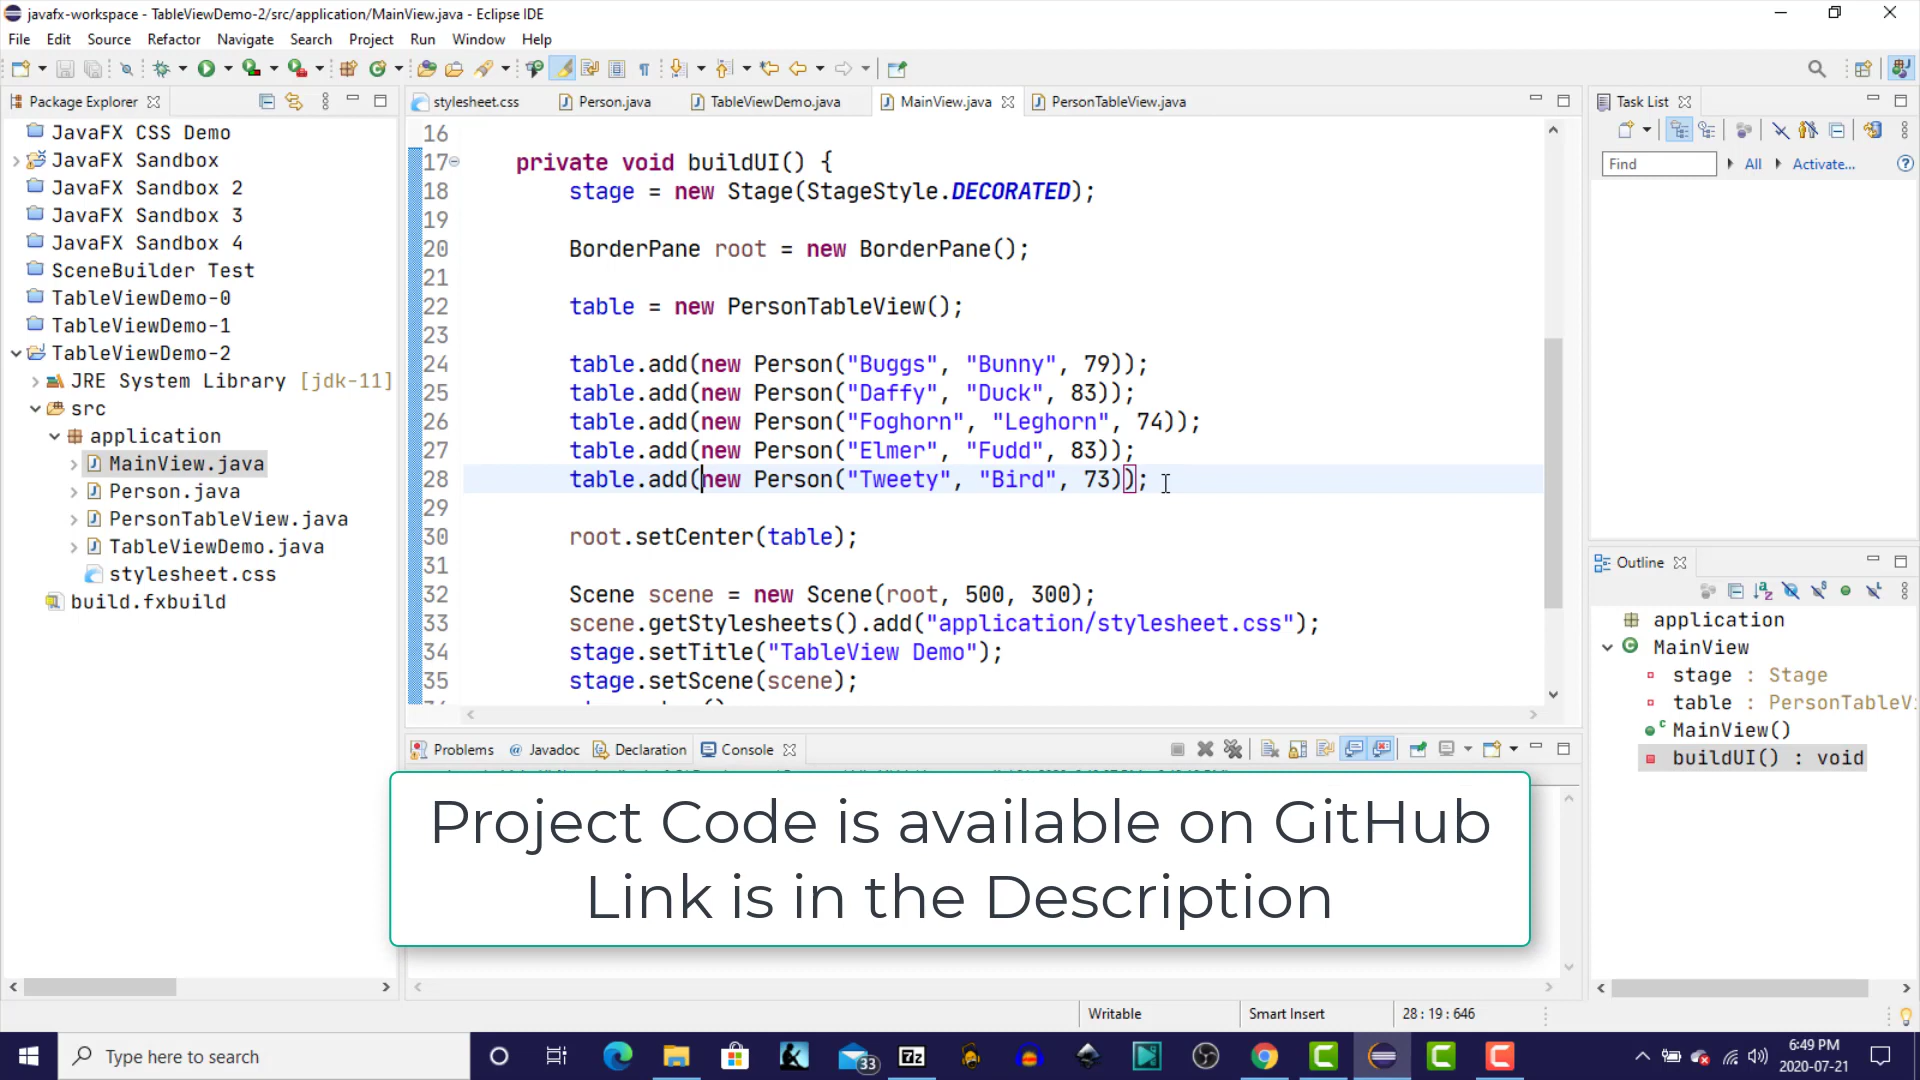 javafx-workspace - TableViewDemo-2/src/application/MainView.java - Eclipse IDE
File Edit Source Refactor Navigate Search Project Run Window Help
Package Explorer
JavaFX CSS Demo
JavaFX Sandbox
JavaFX Sandbox 2
JavaFX Sandbox 3
JavaFX Sandbox 4
SceneBuilder Test
TableViewDemo-0
TableViewDemo-1
TableViewDemo-2
JRE System Library [jdk-11]
src
application
MainView.java
Person.java
PersonTableView.java
TableViewDemo.java
stylesheet.css
build.fxbuild
stylesheet.css Person.java TableViewDemo.java MainView.java PersonTableView.java
16
17 private void buildUI() {
18 stage = new Stage(StageStyle.DECORATED);
19
20 BorderPane root = new BorderPane();
21
22 table = new PersonTableView();
23
24 table.add(new Person("Buggs", "Bunny", 79));
25 table.add(new Person("Daffy", "Duck", 83));
26 table.add(new Person("Foghorn", "Leghorn", 74));
27 table.add(new Person("Elmer", "Fudd", 83));
28 table.add(new Person("Tweety", "Bird", 73));
29
30 root.setCenter(table);
31
32 Scene scene = new Scene(root, 500, 300);
33 scene.getStylesheets().add("application/stylesheet.css");
34 stage.setTitle("TableView Demo");
35 stage.setScene(scene);
Problems Javadoc Declaration Console
Project Code is available on GitHub
Link is in the Description
Task List
Find All Activate...
Outline
application
MainView
stage : Stage
table : PersonTableVi
MainView()
buildUI() : void
Writable Smart Insert 28 : 19 : 646
Type here to search
33
7z
6:49 PM
2020-07-21